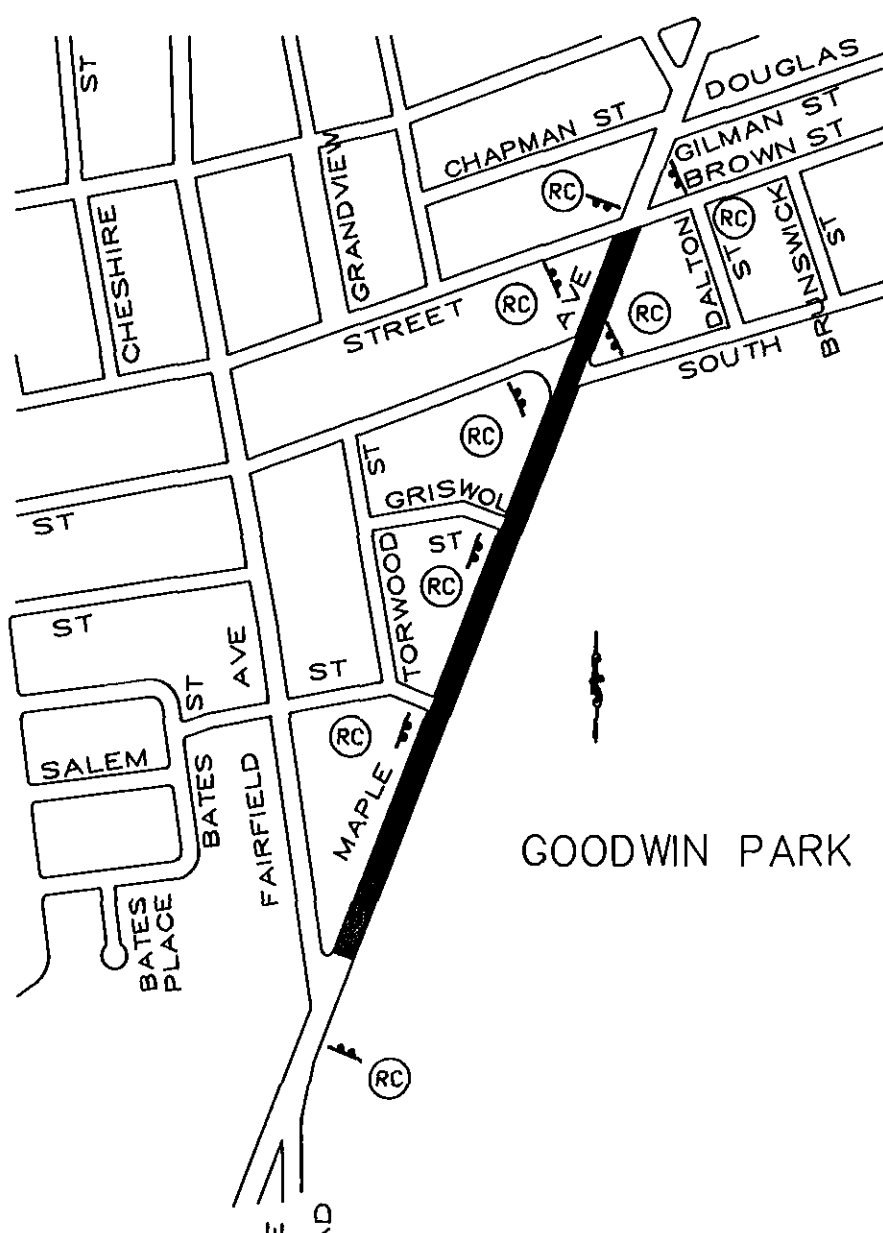 ST
DOUGLAS
GILMAN ST
CHAPMAN ST
BROWN ST
GRANDVIEW
RC
RC
CHESHIRE
DALTON
ST
BRUNSWICK
ST
AVE
RC
RC
STREET
SOUTH
RC
ST
GRISWOL
ST
ST
TORWOOD
RC
ST
AVE
ST
ST
RC
SALEM
BATES
FAIRFIELD
MAPLE
GOODWIN PARK
BATES
PLACE
RC